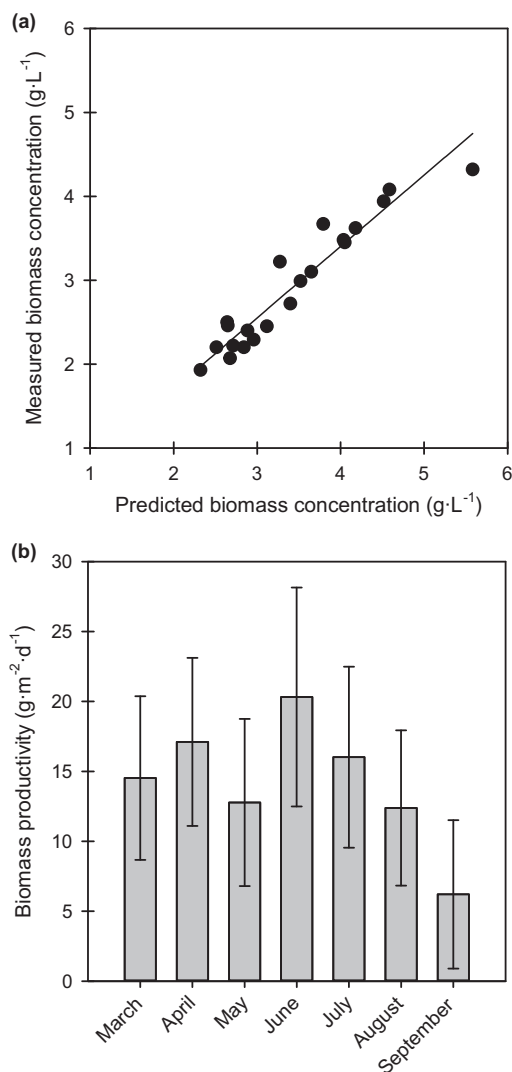 (a)
6
5
4
3
2
1
Measured biomass concentration (g·L⁻¹)
1 2 3 4 5 6
Predicted biomass concentration (g·L⁻¹)
(b)
30
25
20
15
10
5
0
Biomass productivity (g·m⁻²·d⁻¹)
March
April
May
June
July
August
September